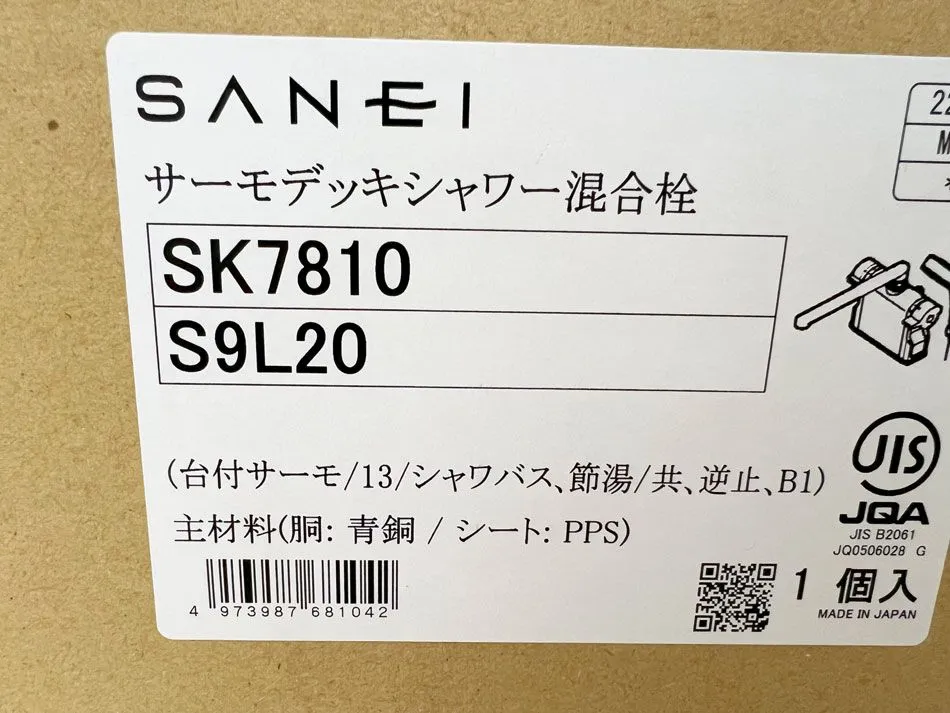 SANEI
サーモデッキシャワー混合栓
SK7810
S9L20
(台付サーモ/13/シャワバス、節湯/共、逆止、B1)
主材料(胴: 青銅 / シート: PPS)
4 973987 681042
22
M
JIS
JQA
JIS B2061
JQ0506028 G
1 個入
MADE IN JAPAN